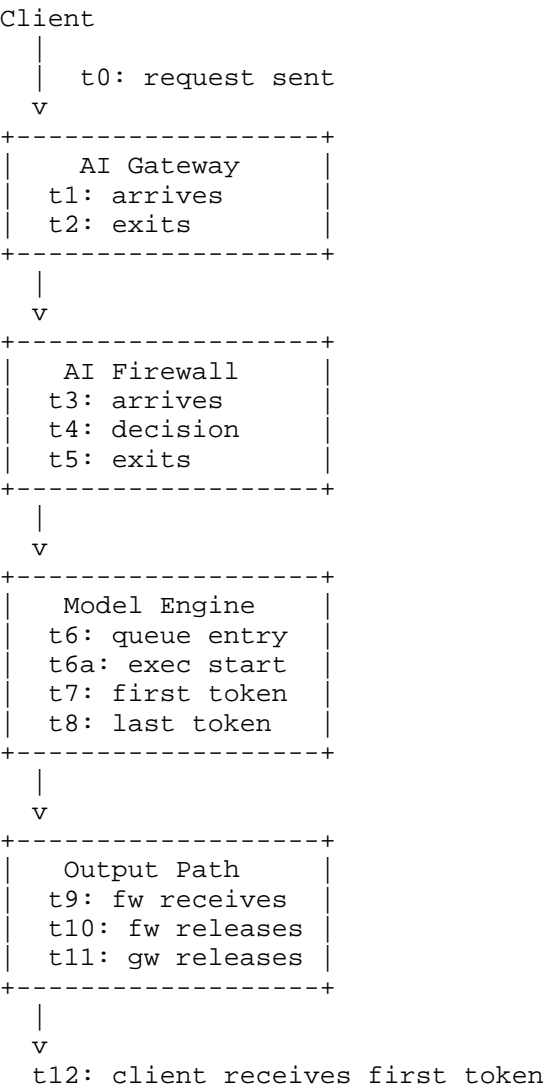 Client
|
|  t0: request sent
v
+-------------------+
|    AI Gateway     |
|  t1: arrives      |
|  t2: exits        |
+-------------------+
|
v
+-------------------+
|   AI Firewall     |
|  t3: arrives      |
|  t4: decision     |
|  t5: exits        |
+-------------------+
|
v
+-------------------+
|   Model Engine    |
|  t6: queue entry  |
|  t6a: exec start  |
|  t7: first token  |
|  t8: last token   |
+-------------------+
|
v
+-------------------+
|   Output Path     |
|  t9: fw receives  |
|  t10: fw releases |
|  t11: gw releases |
+-------------------+
|
v
t12: client receives first token